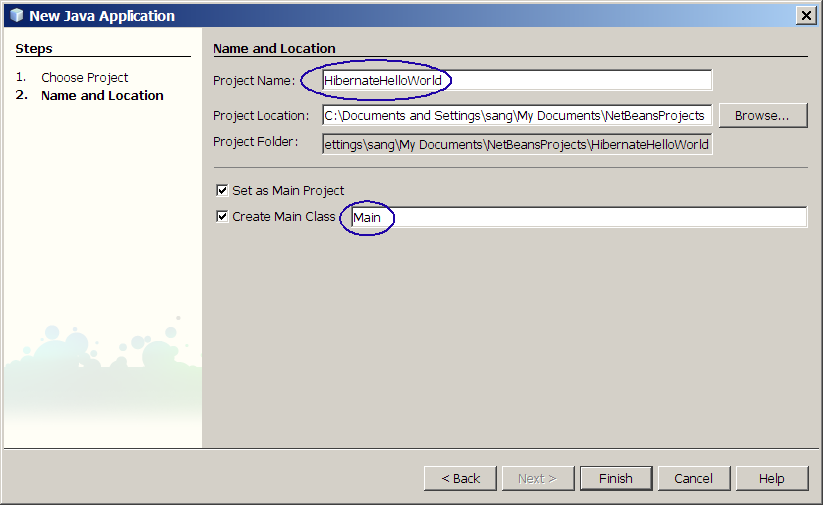 New Java Application
Steps
1. Choose Project
2. Name and Location
Name and Location
Project Name: HibernateHelloWorld
Project Location: C:\Documents and Settings\sang\My Documents\NetBeansProjects Browse...
Project Folder: ettings\sang\My Documents\NetBeansProjects\HibernateHelloWorld
Set as Main Project
Create Main Class Main
< Back Next > Finish Cancel Help